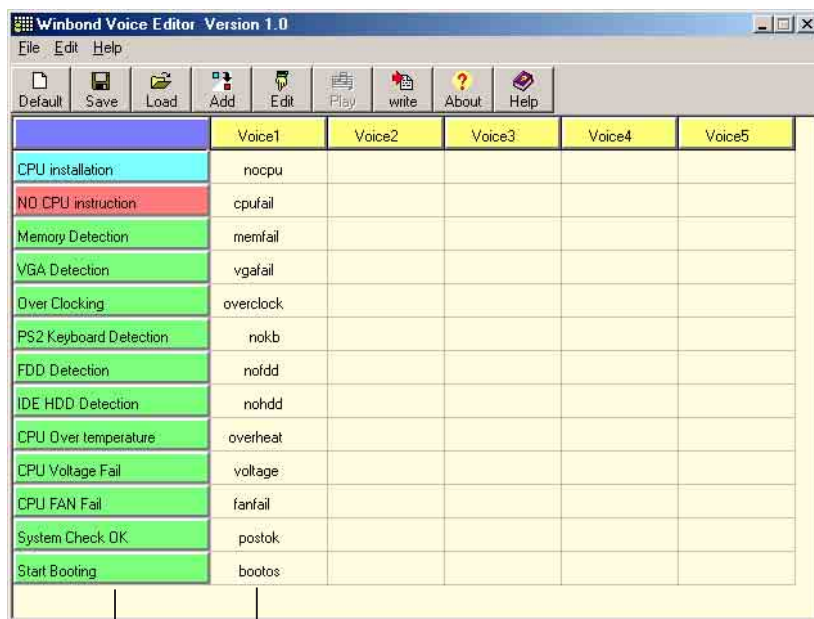 Winbond Voice Editor Version 1.0
File Edit Help
Default Save Load Add Edit Play write About Help
Voice1 Voice2 Voice3 Voice4 Voice5
CPU installation nocpu
NO CPU instruction cpufail
Memory Detection memfail
VGA Detection vgafail
Over Clocking overclock
PS2 Keyboard Detection nokb
FDD Detection nofdd
IDE HDD Detection nohdd
CPU Over temperature overheat
CPU Voltage Fail voltage
CPU FAN Fail fanfail
System Check OK postok
Start Booting bootos